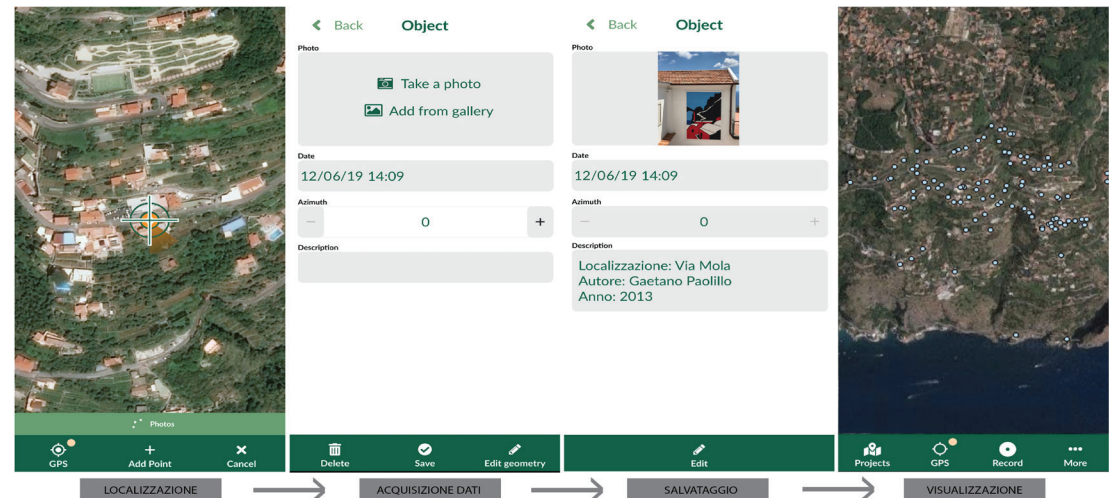 Photos
GPS
Add Point
Cancel
LOCALIZZAZIONE
Back
Object
Photo
Take a photo
Add from gallery
Date
12/06/19 14:09
Azimuth
0
Description
Delete
Save
Edit geometry
ACQUISIZIONE DATI
Back
Object
Photo
Date
12/06/19 14:09
Azimuth
0
Description
Localizzazione: Via Mola
Autore: Gaetano Paolillo
Anno: 2013
Edit
SALVATAGGIO
Projects
GPS
Record
More
VISUALIZZAZIONE